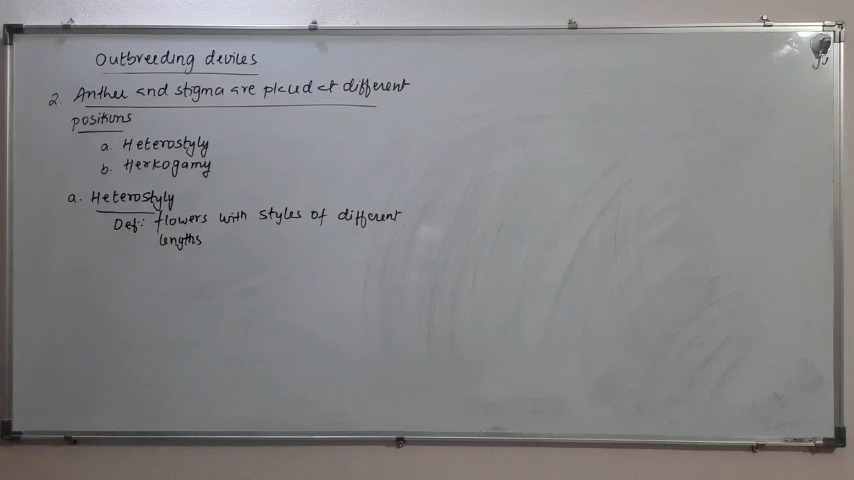 Outbreeding devices
2. Anther and stigma are placed at different
positions
a. Heterostyly
b. Herkogamy
a. Heterostyly
Def: flowers with styles of different
lengths